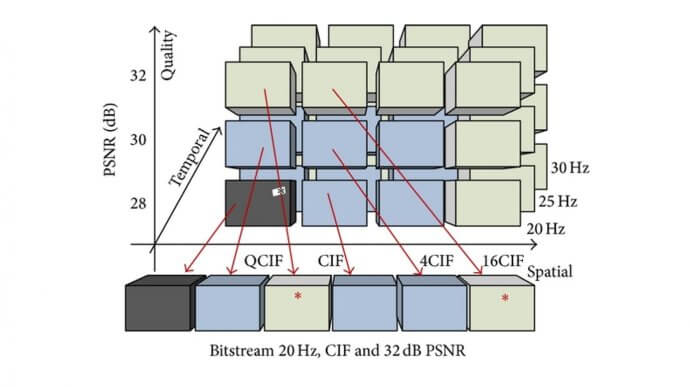 Quality
PSNR (dB)
32
30
28
Temporal
30 Hz
25 Hz
20 Hz
QCIF
CIF
4CIF
16CIF
Spatial
*
*
Bitstream 20 Hz, CIF and 32 dB PSNR